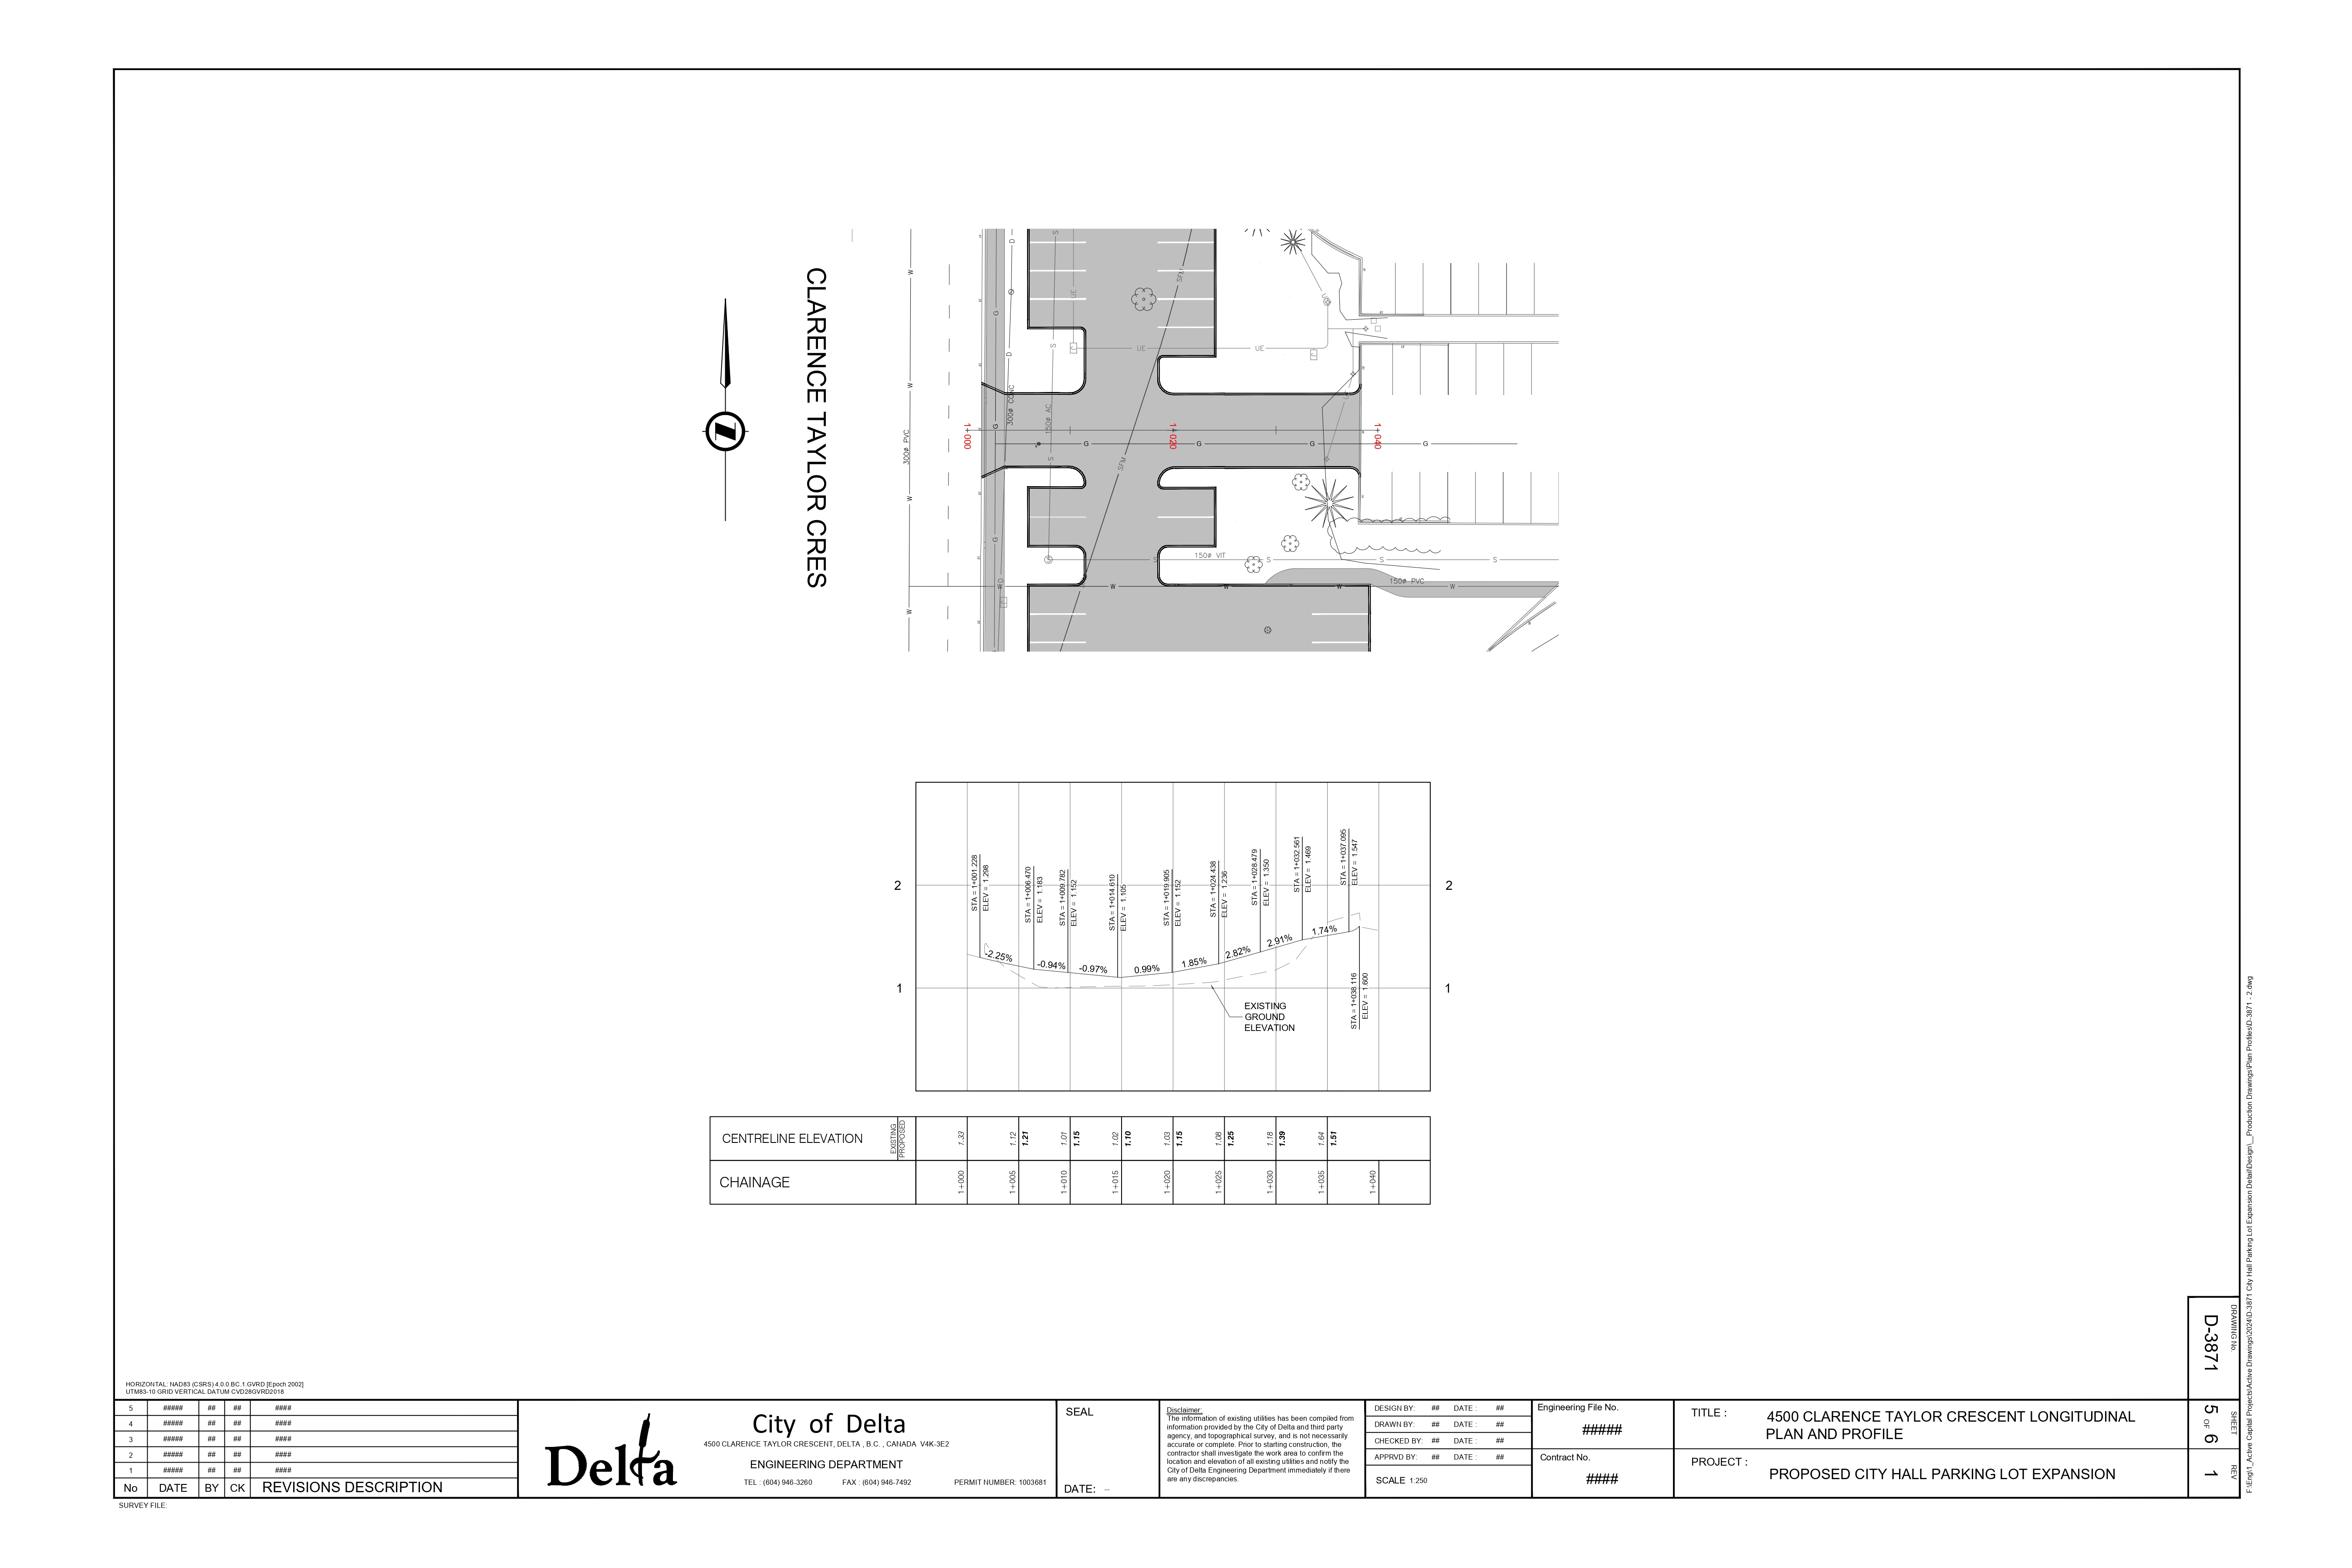 CLARENCE TAYLOR CRES
300ø PVC
W
W
W
W
G
G
G
D
D
D
300ø CONC
150ø AC
S
S
S
UE
UE
UE
SFM
SFM
1+000
1+020
1+040
G
G
G
G
150ø VIT
S
S
S
S
150ø PVC
W
W
W
W
W
2
2
1
1
STA = 1+001.228
ELEV = 1.298
STA = 1+006.470
ELEV = 1.183
STA = 1+009.782
ELEV = 1.152
STA = 1+014.610
ELEV = 1.105
STA = 1+019.905
ELEV = 1.152
STA = 1+024.438
ELEV = 1.236
STA = 1+028.479
ELEV = 1.350
STA = 1+032.561
ELEV = 1.469
STA = 1+037.095
ELEV = 1.547
STA = 1+038.116
ELEV = 1.600
-2.25%
-0.94%
-0.97%
0.99%
1.85%
2.82%
2.91%
1.74%
EXISTING
GROUND
ELEVATION
CENTRELINE ELEVATION
EXISTING
PROPOSED
1.33
1.12 1.21
1.01 1.15
1.02 1.10
1.03 1.15
1.08 1.25
1.18 1.39
1.64 1.51
CHAINAGE
1+000
1+005
1+010
1+015
1+020
1+025
1+030
1+035
1+040
HORIZONTAL: NAD83 (CSRS) 4.0.0.BC.1.GVRD [Epoch 2002]
UTM83-10 GRID VERTICAL DATUM CVD28GVRD2018
5 ##### ## ## ####
4 ##### ## ## ####
3 ##### ## ## ####
2 ##### ## ## ####
1 ##### ## ## ####
No DATE BY CK REVISIONS DESCRIPTION
SURVEY FILE:
Delta
City of Delta
4500 CLARENCE TAYLOR CRESCENT, DELTA , B.C. , CANADA V4K-3E2
ENGINEERING DEPARTMENT
TEL : (604) 946-3260 FAX : (604) 946-7492 PERMIT NUMBER: 1003681
SEAL
DATE: --
Disclaimer:
The information of existing utilities has been compiled from
information provided by the City of Delta and third party
agency, and topographical survey, and is not necessarily
accurate or complete. Prior to starting construction, the
contractor shall investigate the work area to confirm the
location and elevation of all existing utilities and notify the
City of Delta Engineering Department immediately if there
are any discrepancies.
DESIGN BY: ## DATE : ##
DRAWN BY: ## DATE : ##
CHECKED BY: ## DATE : ##
APPRVD BY: ## DATE : ##
SCALE 1:250
Engineering File No.
#####
Contract No.
####
TITLE : 4500 CLARENCE TAYLOR CRESCENT LONGITUDINAL
PLAN AND PROFILE
PROJECT : PROPOSED CITY HALL PARKING LOT EXPANSION
DRAWING No.
D-3871
SHEET
5 OF 6
REV
1
F:\Eng\1_Active Capital Projects\Active Drawings\2024\D-3871 City Hall Parking Lot Expansion Detail\Design\__Production Drawings\Plan Profiles\D-3871 - 2.dwg